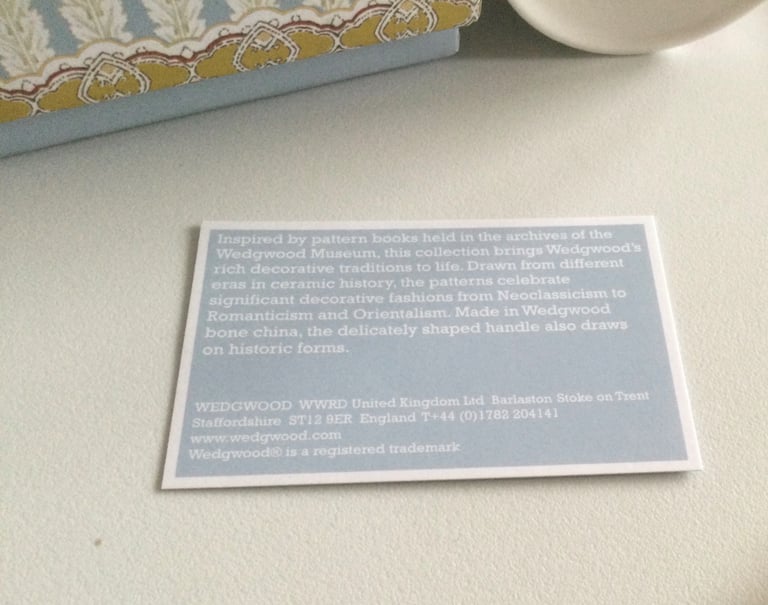 Inspired by pattern books held in the archives of the
Wedgwood Museum, this collection brings Wedgwood's
rich decorative traditions to life. Drawn from different
eras in ceramic history, the patterns celebrate
significant decorative fashions from Neoclassicism to
Romanticism and Orientalism. Made in Wedgwood
bone china, the delicately shaped handle also draws
on historic forms.
WEDGWOOD WWRD United Kingdom Ltd Barlaston Stoke on Trent
Staffordshire ST12 9ER England T+44 (0)1782 204141
www.wedgwood.com
Wedgwood® is a registered trademark